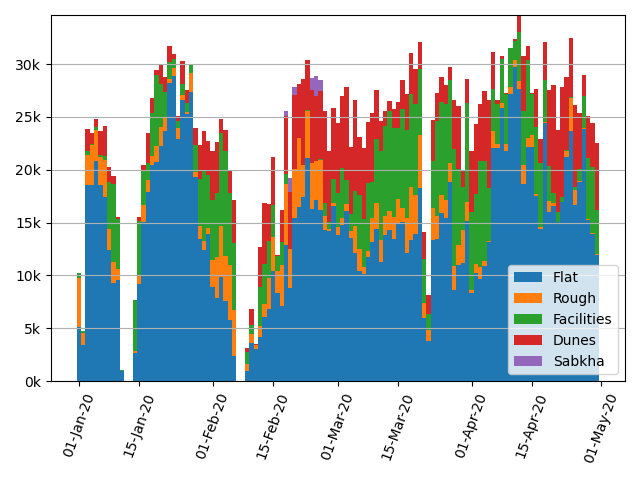 30k
25k
20k
15k
10k
5k
0k
Flat
Rough
Facilities
Dunes
Sabkha
01-Jan-20
15-Jan-20
01-Feb-20
15-Feb-20
01-Mar-20
15-Mar-20
01-Apr-20
15-Apr-20
01-May-20